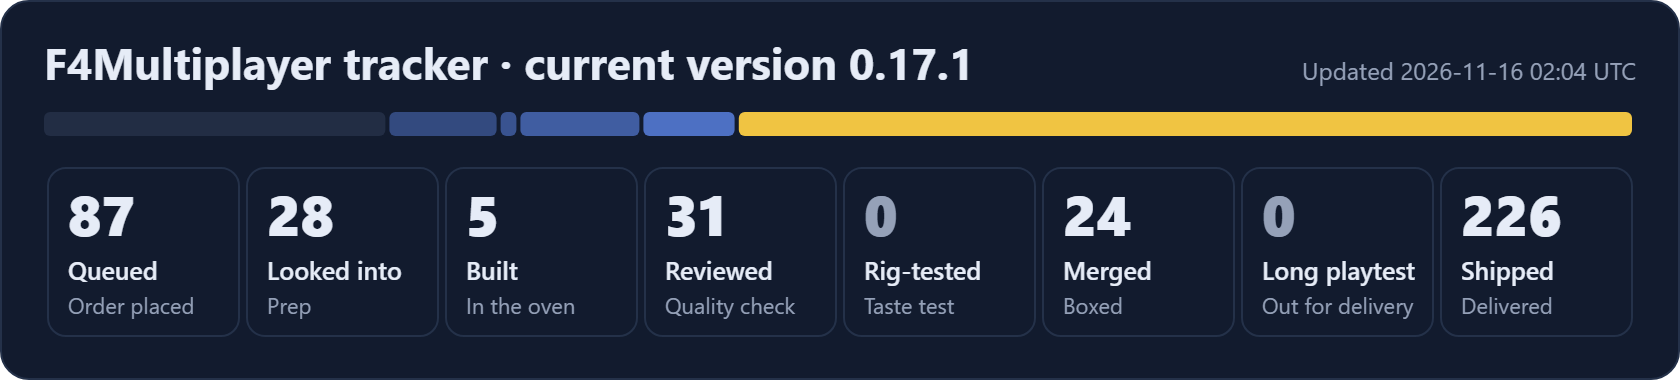 F4Multiplayer tracker · current version 0.17.1
Updated 2026-11-16 02:04 UTC
87
Queued
Order placed
28
Looked into
Prep
5
Built
In the oven
31
Reviewed
Quality check
0
Rig-tested
Taste test
24
Merged
Boxed
0
Long playtest
Out for delivery
226
Shipped
Delivered